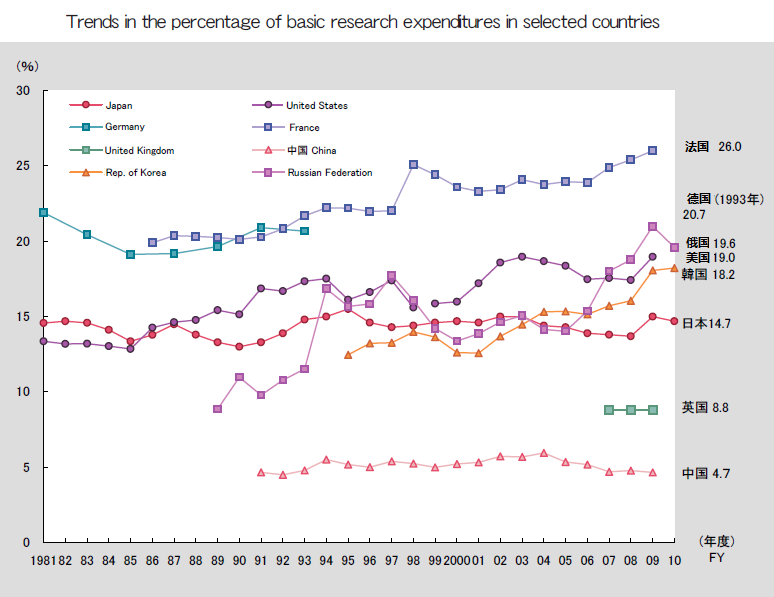 Trends in the percentage of basic research expenditures in selected countries
(%)
30
25
20
15
10
5
0
Japan
United States
Germany
France
United Kingdom
中国 China
Rep. of Korea
Russian Federation
法国 26.0
德国 (1993年)
20.7
俄国 19.6
美国 19.0
韓国 18.2
日本 14.7
英国 8.8
中国 4.7
1981 82 83 84 85 86 87 88 89 90 91 92 93 94 95 96 97 98 99 2000 01 02 03 04 05 06 07 08 09 10
(年度)
FY